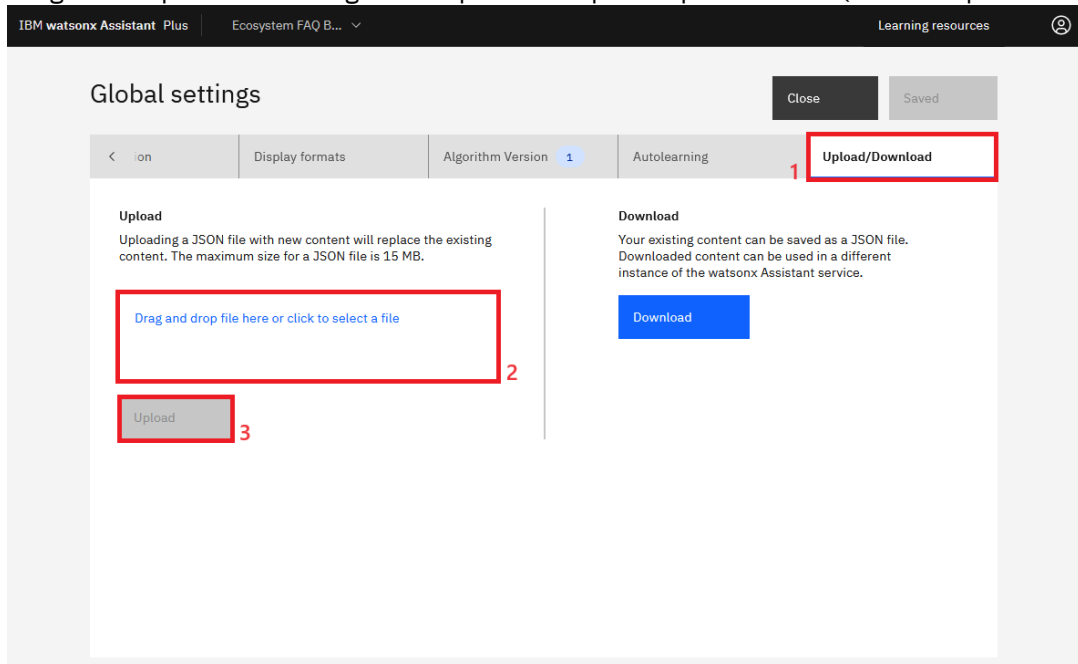 IBM watsonx Assistant Plus
Ecosystem FAQ B...
Learning resources
Global settings
Close
Saved
ion
Display formats
Algorithm Version 1
Autolearning
1
Upload/Download
Upload
Uploading a JSON file with new content will replace the existing
content. The maximum size for a JSON file is 15 MB.
Drag and drop file here or click to select a file
2
Upload
3
Download
Your existing content can be saved as a JSON file.
Downloaded content can be used in a different
instance of the watsonx Assistant service.
Download